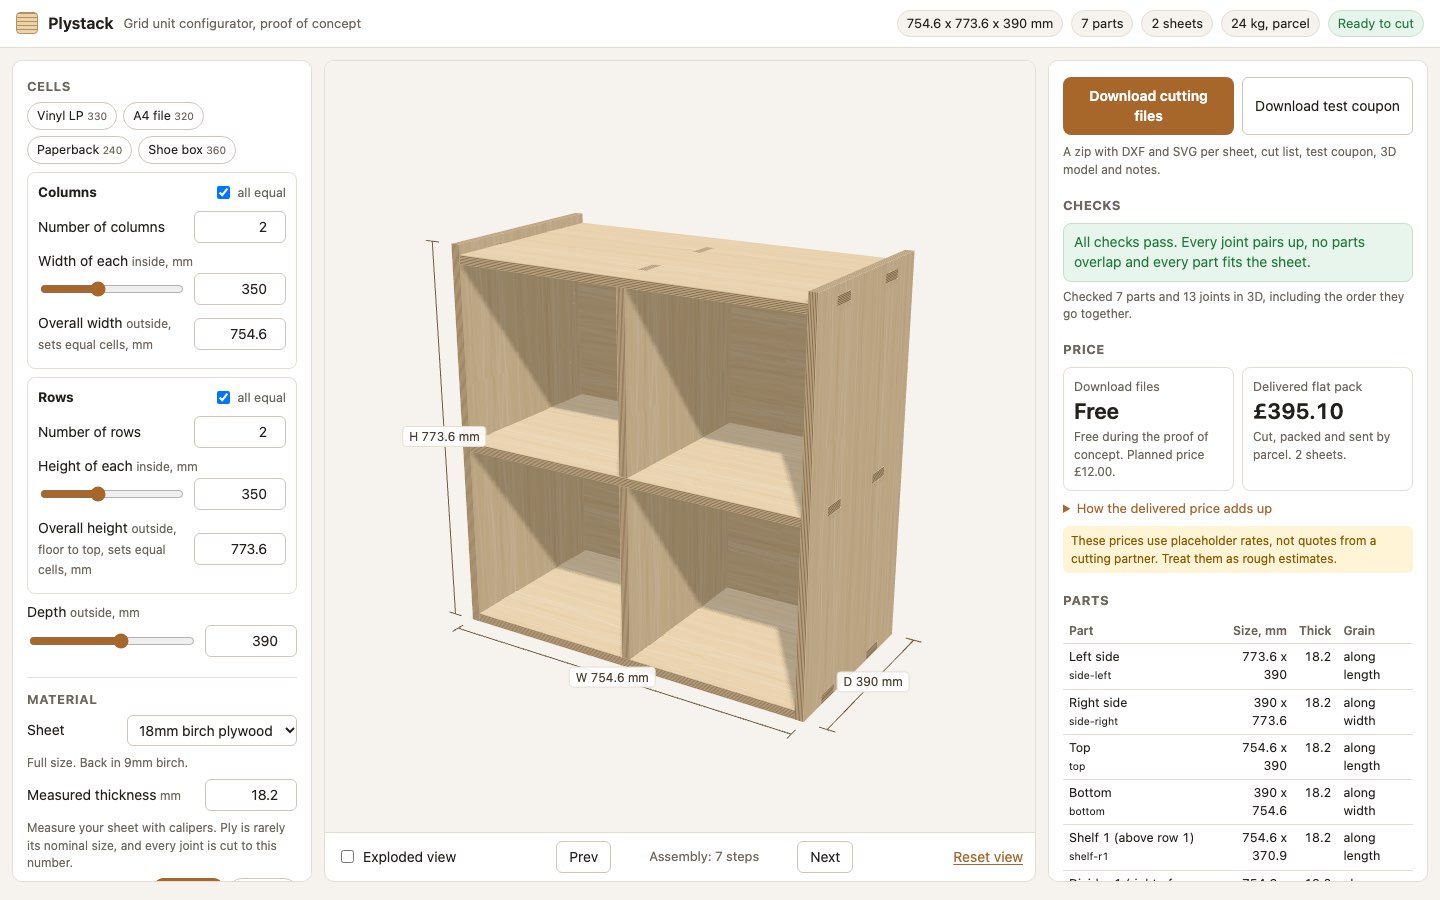 Plystack Grid unit configurator, proof of concept
754.6 x 773.6 x 390 mm 7 parts 2 sheets 24 kg, parcel Ready to cut
CELLS
Vinyl LP 330 A4 file 320
Paperback 240 Shoe box 360
Columns all equal
Number of columns 2
Width of each inside, mm
350
Overall width outside,
sets equal cells, mm
754.6
Rows all equal
Number of rows 2
Height of each inside, mm
350
Overall height outside,
floor to top, sets equal
cells, mm
773.6
Depth outside, mm
390
MATERIAL
Sheet 18mm birch plywood
Full size. Back in 9mm birch.
Measured thickness mm 18.2
Measure your sheet with calipers. Ply is rarely
its nominal size, and every joint is cut to this
number.
H 773.6 mm
W 754.6 mm
D 390 mm
Exploded view Prev Assembly: 7 steps Next Reset view
Download cutting
files
Download test coupon
A zip with DXF and SVG per sheet, cut list, test coupon, 3D
model and notes.
CHECKS
All checks pass. Every joint pairs up, no parts
overlap and every part fits the sheet.
Checked 7 parts and 13 joints in 3D, including the order they
go together.
PRICE
Download files
Free
Free during the proof of
concept. Planned price
£12.00.
Delivered flat pack
£395.10
Cut, packed and sent by
parcel. 2 sheets.
How the delivered price adds up
These prices use placeholder rates, not quotes from a
cutting partner. Treat them as rough estimates.
PARTS
Part Size, mm Thick Grain
Left side 773.6 x 18.2 along
side-left 390 length
Right side 390 x 18.2 along
side-right 773.6 width
Top 754.6 x 18.2 along
top 390 length
Bottom 390 x 18.2 along
bottom 754.6 width
Shelf 1 (above row 1) 754.6 x 18.2 along
shelf-r1 370.9 length